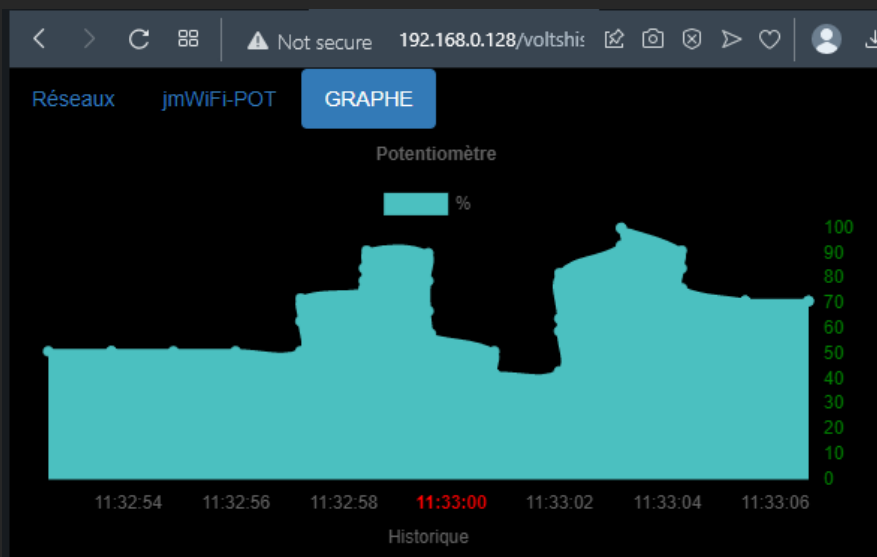 Not secure 192.168.0.128/voltshis
Réseaux jmWiFi-POT GRAPHE
Potentiomètre
%
100
90
80
70
60
50
40
30
20
10
0
11:32:54 11:32:56 11:32:58 11:33:00 11:33:02 11:33:04 11:33:06
Historique